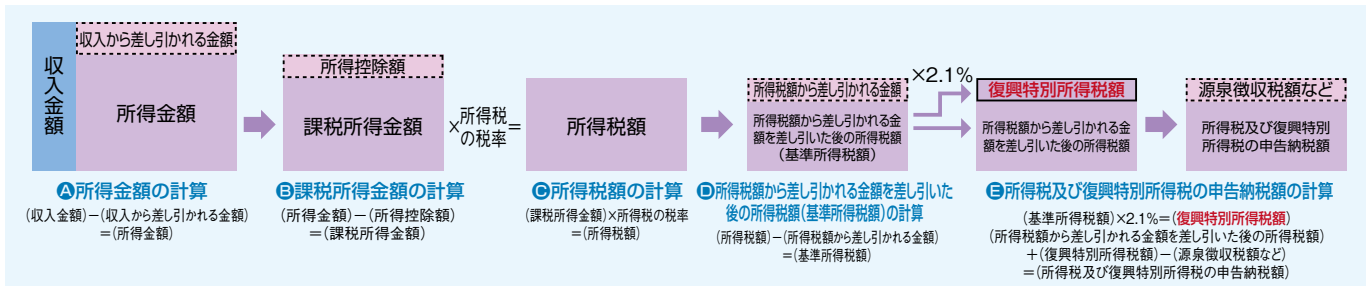 収入金額
収入から差し引かれる金額
所得金額
所得控除額
課税所得金額
×所得税の税率＝
所得税額
所得税額から差し引かれる金額
所得税額から差し引かれる金
額を差し引いた後の所得税額
（基準所得税額）
×2.1%
復興特別所得税額
所得税額から差し引かれる金
額を差し引いた後の所得税額
源泉徴収税額など
所得税及び復興特別
所得税の申告納税額
Ⓐ所得金額の計算
（収入金額）－（収入から差し引かれる金額）
＝（所得金額）
Ⓑ課税所得金額の計算
（所得金額）－（所得控除額）
＝（課税所得金額）
Ⓒ所得税額の計算
（課税所得金額）×所得税の税率
＝（所得税額）
Ⓓ所得税額から差し引かれる金額を差し引いた
後の所得税額（基準所得税額）の計算
（所得税額）－（所得税額から差し引かれる金額）
＝（基準所得税額）
Ⓔ所得税及び復興特別所得税の申告納税額の計算
（基準所得税額）×2.1%＝（復興特別所得税額）
（所得税額から差し引かれる金額を差し引いた後の所得税額）
＋（復興特別所得税額）－（源泉徴収税額など）
＝（所得税及び復興特別所得税の申告納税額）